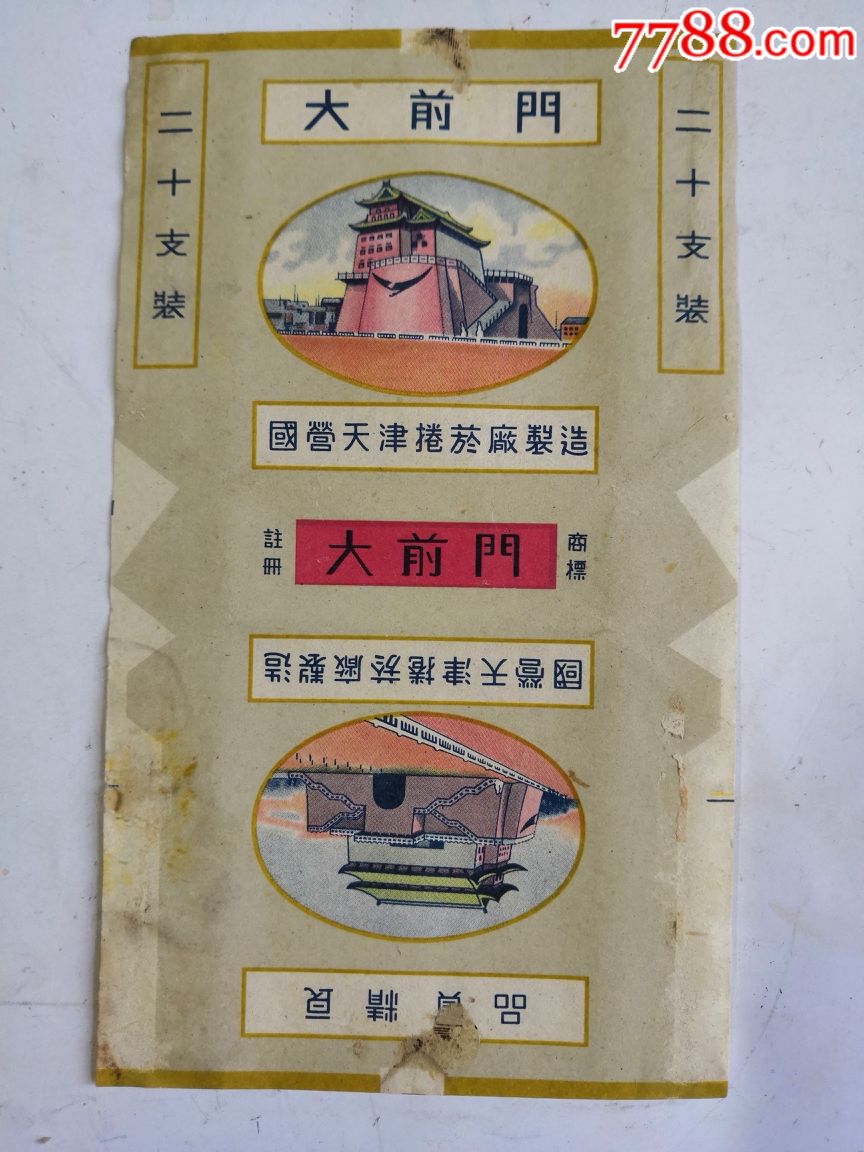 7788.com
大前門
二十支裝
二十支裝
國營天津捲菸廠製造
註冊
大前門
商標
國營天津捲菸廠製造
品質精良